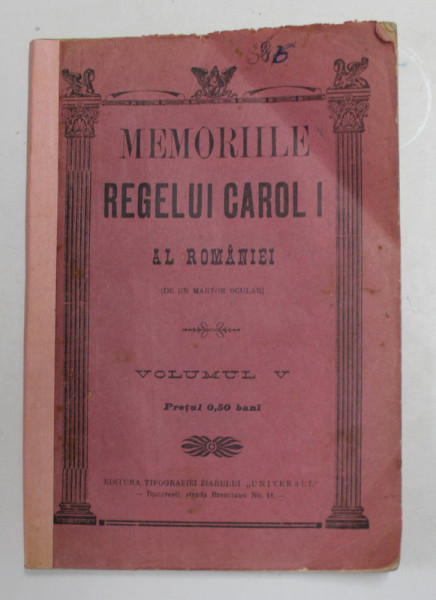 MEMORIILE
REGELUI CAROL I
AL ROMÂNIEI
(DE UN MARTOR OCULAR)
VOLUMUL V
Prețul 0,50 bani
EDITURA TIPOGRAFIEI ZIARULUI „UNIVERSUL"
— Bucuresti, strada Brezoianu No. 11. —